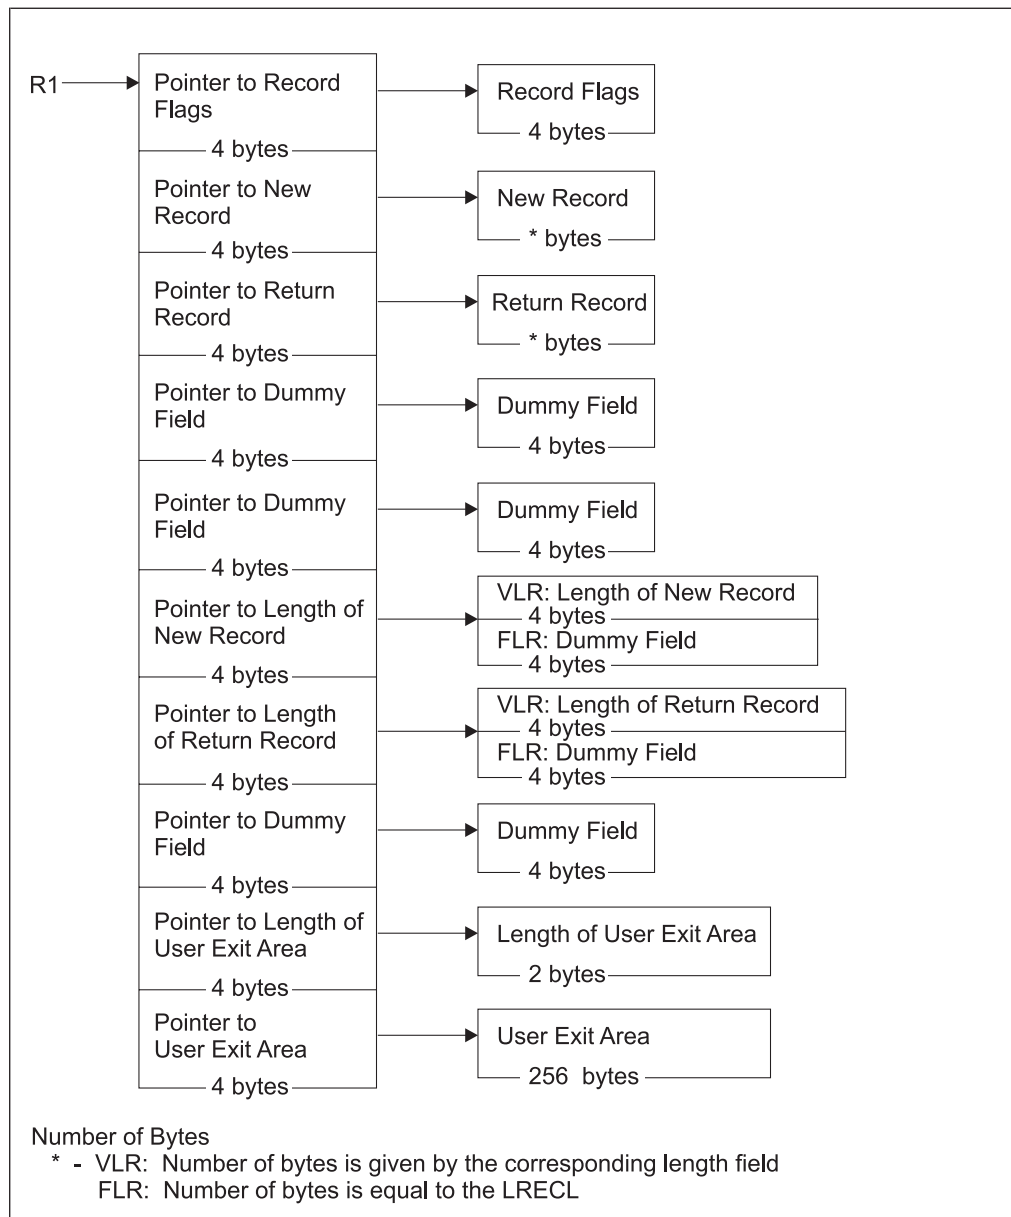 R1
Pointer to Record
Flags
4 bytes
Record Flags
4 bytes
Pointer to New
Record
4 bytes
New Record
* bytes
Pointer to Return
Record
4 bytes
Return Record
* bytes
Pointer to Dummy
Field
4 bytes
Dummy Field
4 bytes
Pointer to Dummy
Field
4 bytes
Dummy Field
4 bytes
Pointer to Length of
New Record
4 bytes
VLR: Length of New Record
4 bytes
FLR: Dummy Field
4 bytes
Pointer to Length
of Return Record
4 bytes
VLR: Length of Return Record
4 bytes
FLR: Dummy Field
4 bytes
Pointer to Dummy
Field
4 bytes
Dummy Field
4 bytes
Pointer to Length of
User Exit Area
4 bytes
Length of User Exit Area
2 bytes
Pointer to
User Exit Area
4 bytes
User Exit Area
256 bytes
Number of Bytes
* - VLR: Number of bytes is given by the corresponding length field
FLR: Number of bytes is equal to the LRECL